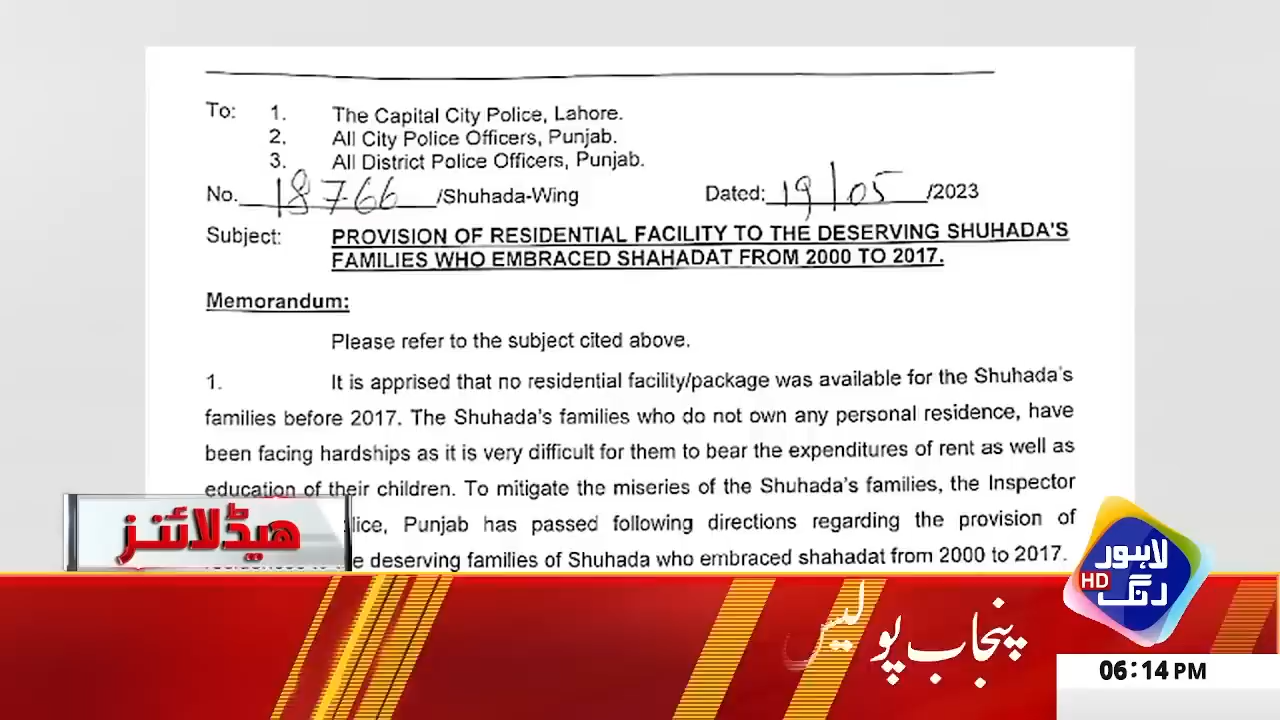 To: 1. The Capital City Police, Lahore.
2. All City Police Officers, Punjab.
3. All District Police Officers, Punjab.
No. 18766 /Shuhada-Wing Dated: 19/05 /2023
Subject: PROVISION OF RESIDENTIAL FACILITY TO THE DESERVING SHUHADA'S
FAMILIES WHO EMBRACED SHAHADAT FROM 2000 TO 2017.
Memorandum:
Please refer to the subject cited above.
1. It is apprised that no residential facility/package was available for the Shuhada's
families before 2017. The Shuhada's families who do not own any personal residence, have
been facing hardships as it is very difficult for them to bear the expenditures of rent as well as
education of their children. To mitigate the miseries of the Shuhada's families, the Inspector
lice, Punjab has passed following directions regarding the provision of
deserving families of Shuhada who embraced shahadat from 2000 to 2017.
ہیڈلائنز
لاہور
HD رنگ
پنجاب پولیس
06:14 PM